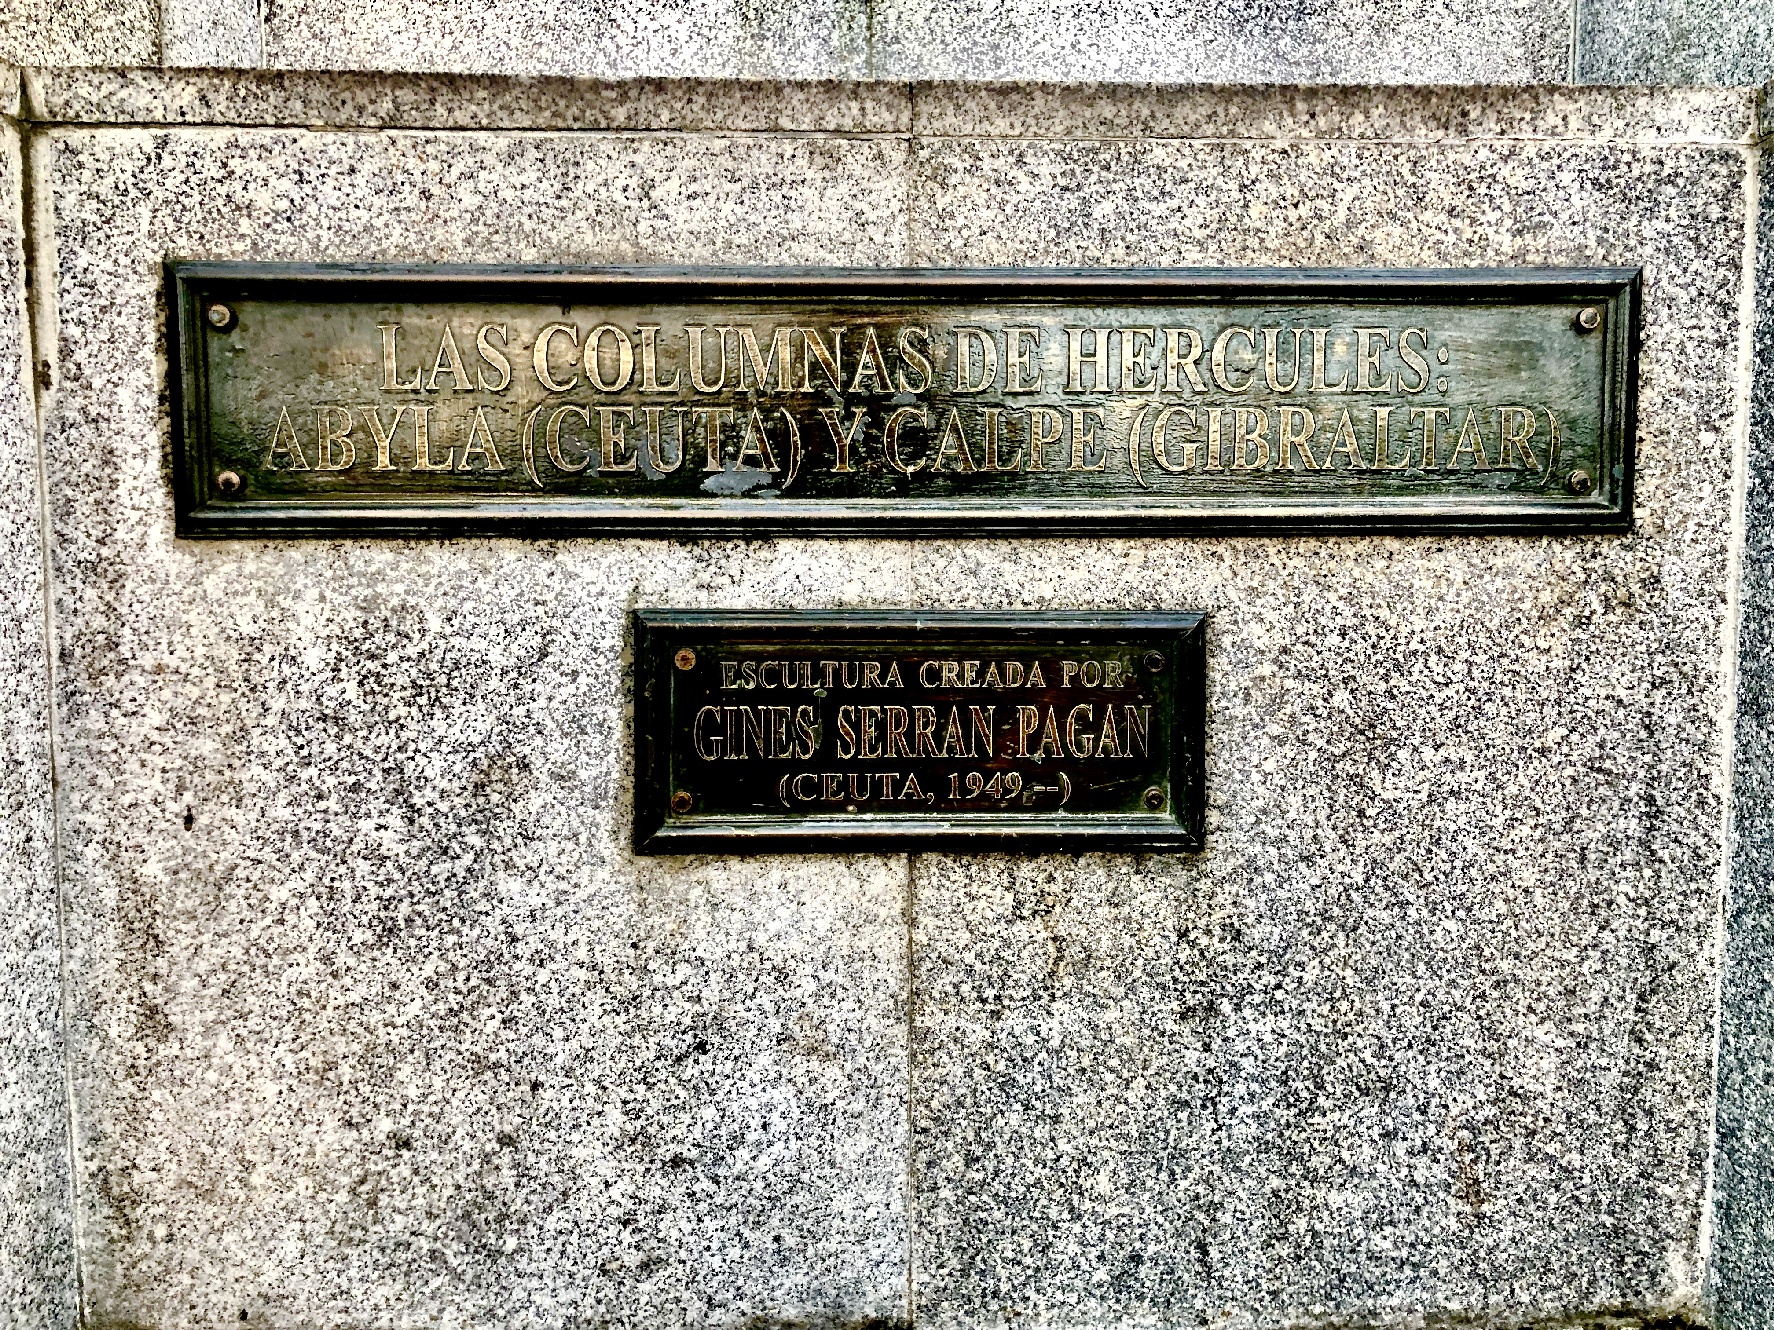 LAS COLUMNAS DE HERCULES:
ABYLA (CEUTA) Y CALPE (GIBRALTAR)
ESCULTURA CREADA POR
GINES SERRAN PAGAN
(CEUTA, 1949, --)